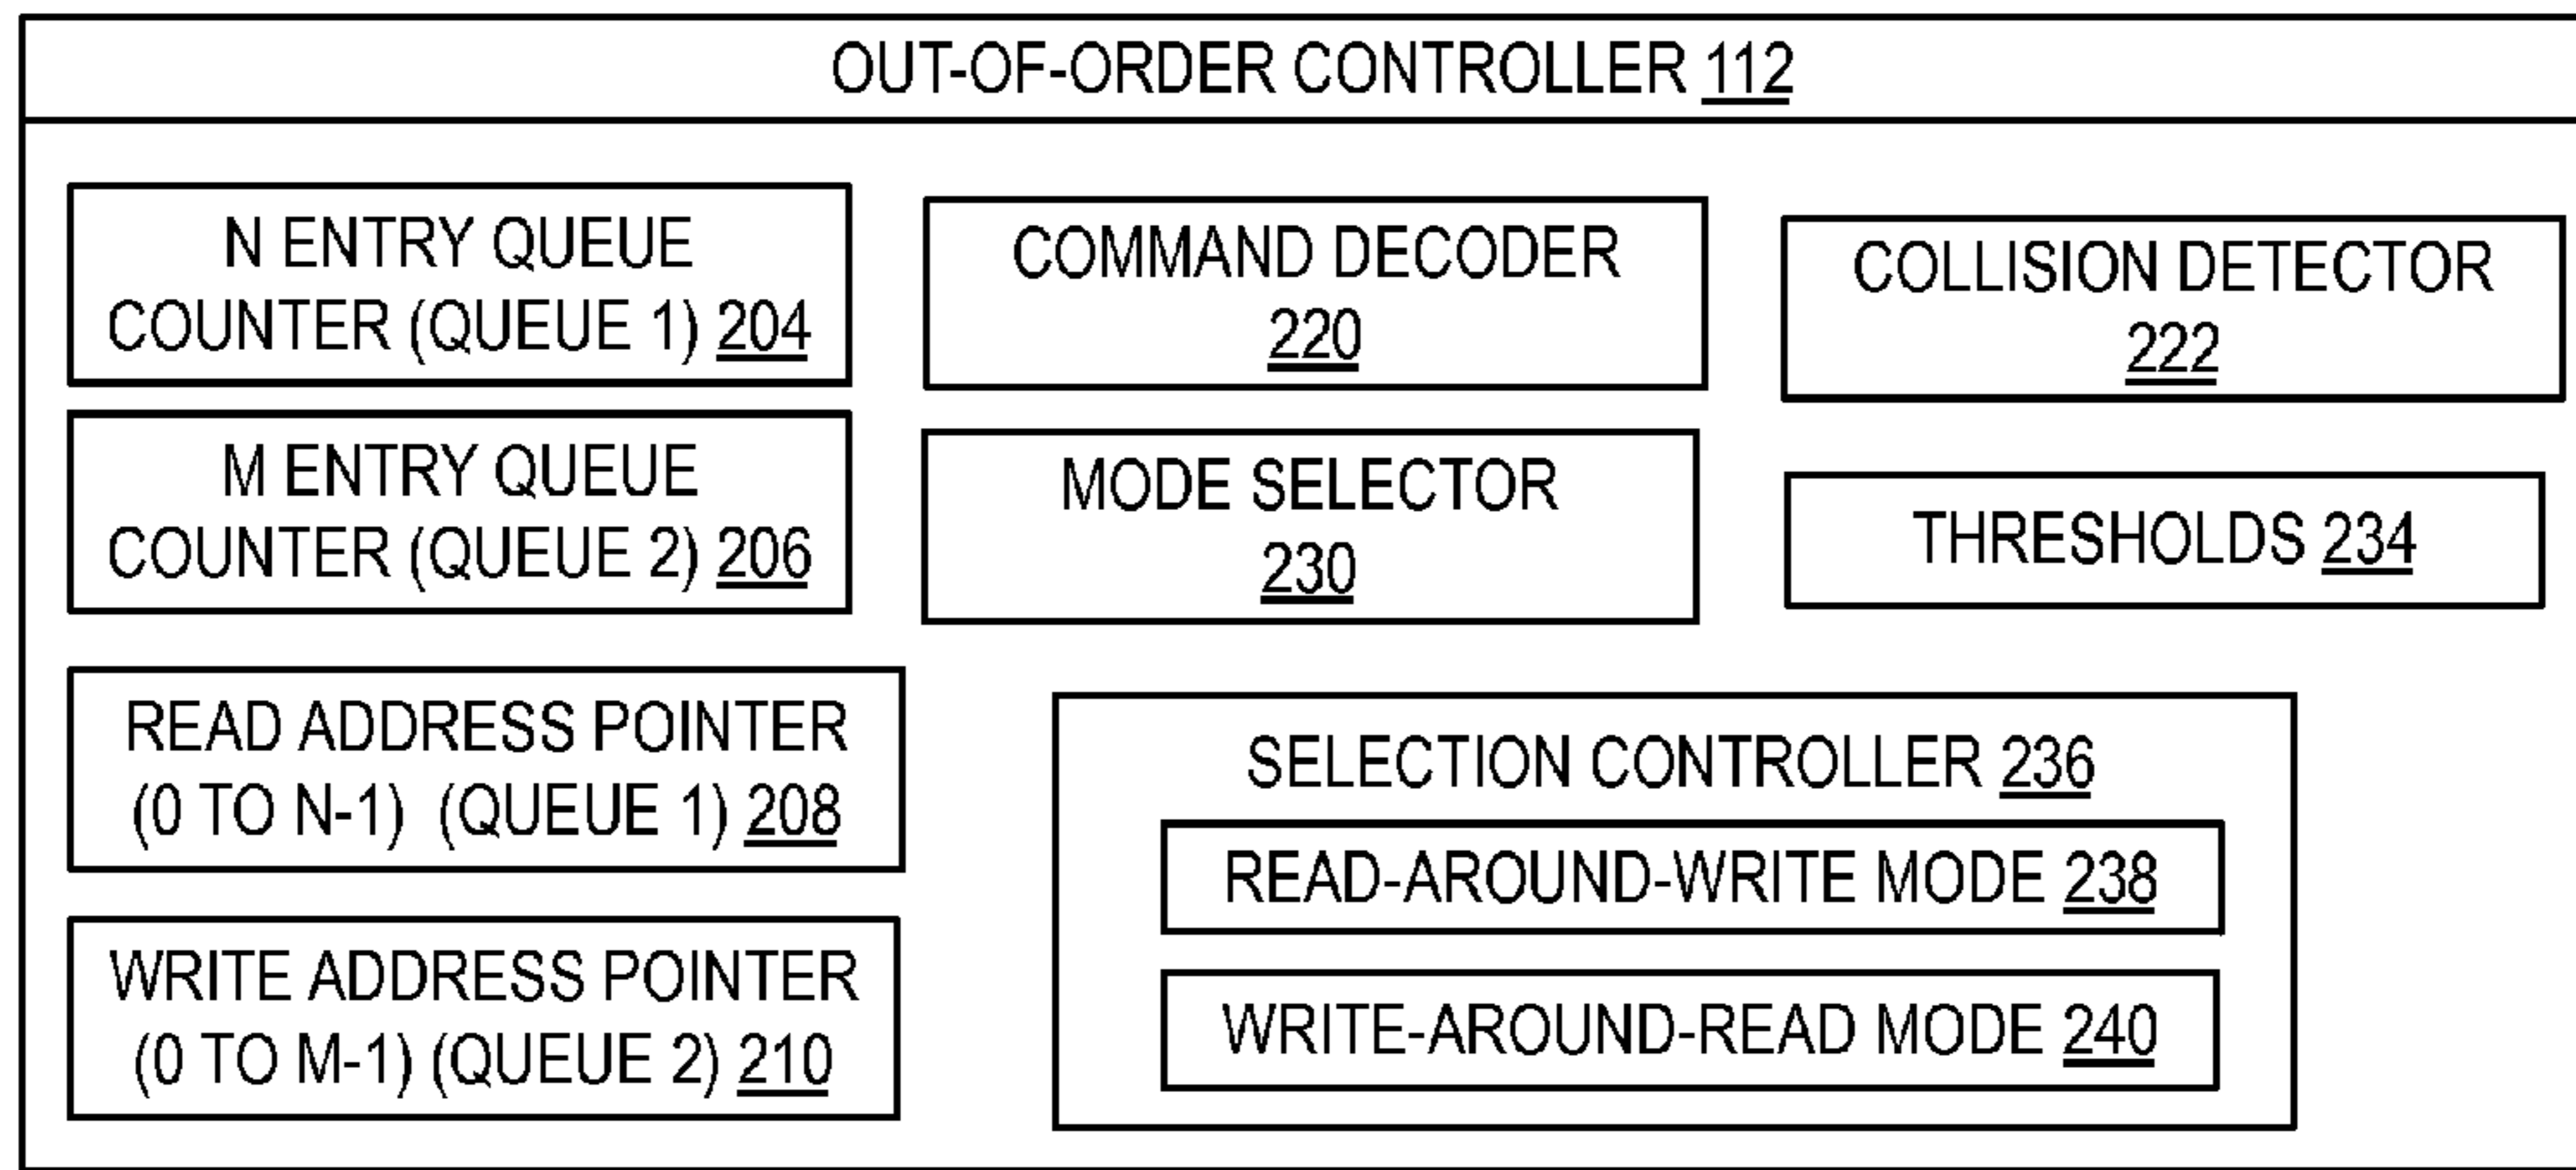 OUT-OF-ORDER CONTROLLER 112
N ENTRY QUEUE
COUNTER (QUEUE 1) 204
COMMAND DECODER
220
COLLISION DETECTOR
222
M ENTRY QUEUE
COUNTER (QUEUE 2) 206
MODE SELECTOR
230
THRESHOLDS 234
READ ADDRESS POINTER
(0 TO N-1) (QUEUE 1) 208
WRITE ADDRESS POINTER
(0 TO M-1) (QUEUE 2) 210
SELECTION CONTROLLER 236
READ-AROUND-WRITE MODE 238
WRITE-AROUND-READ MODE 240